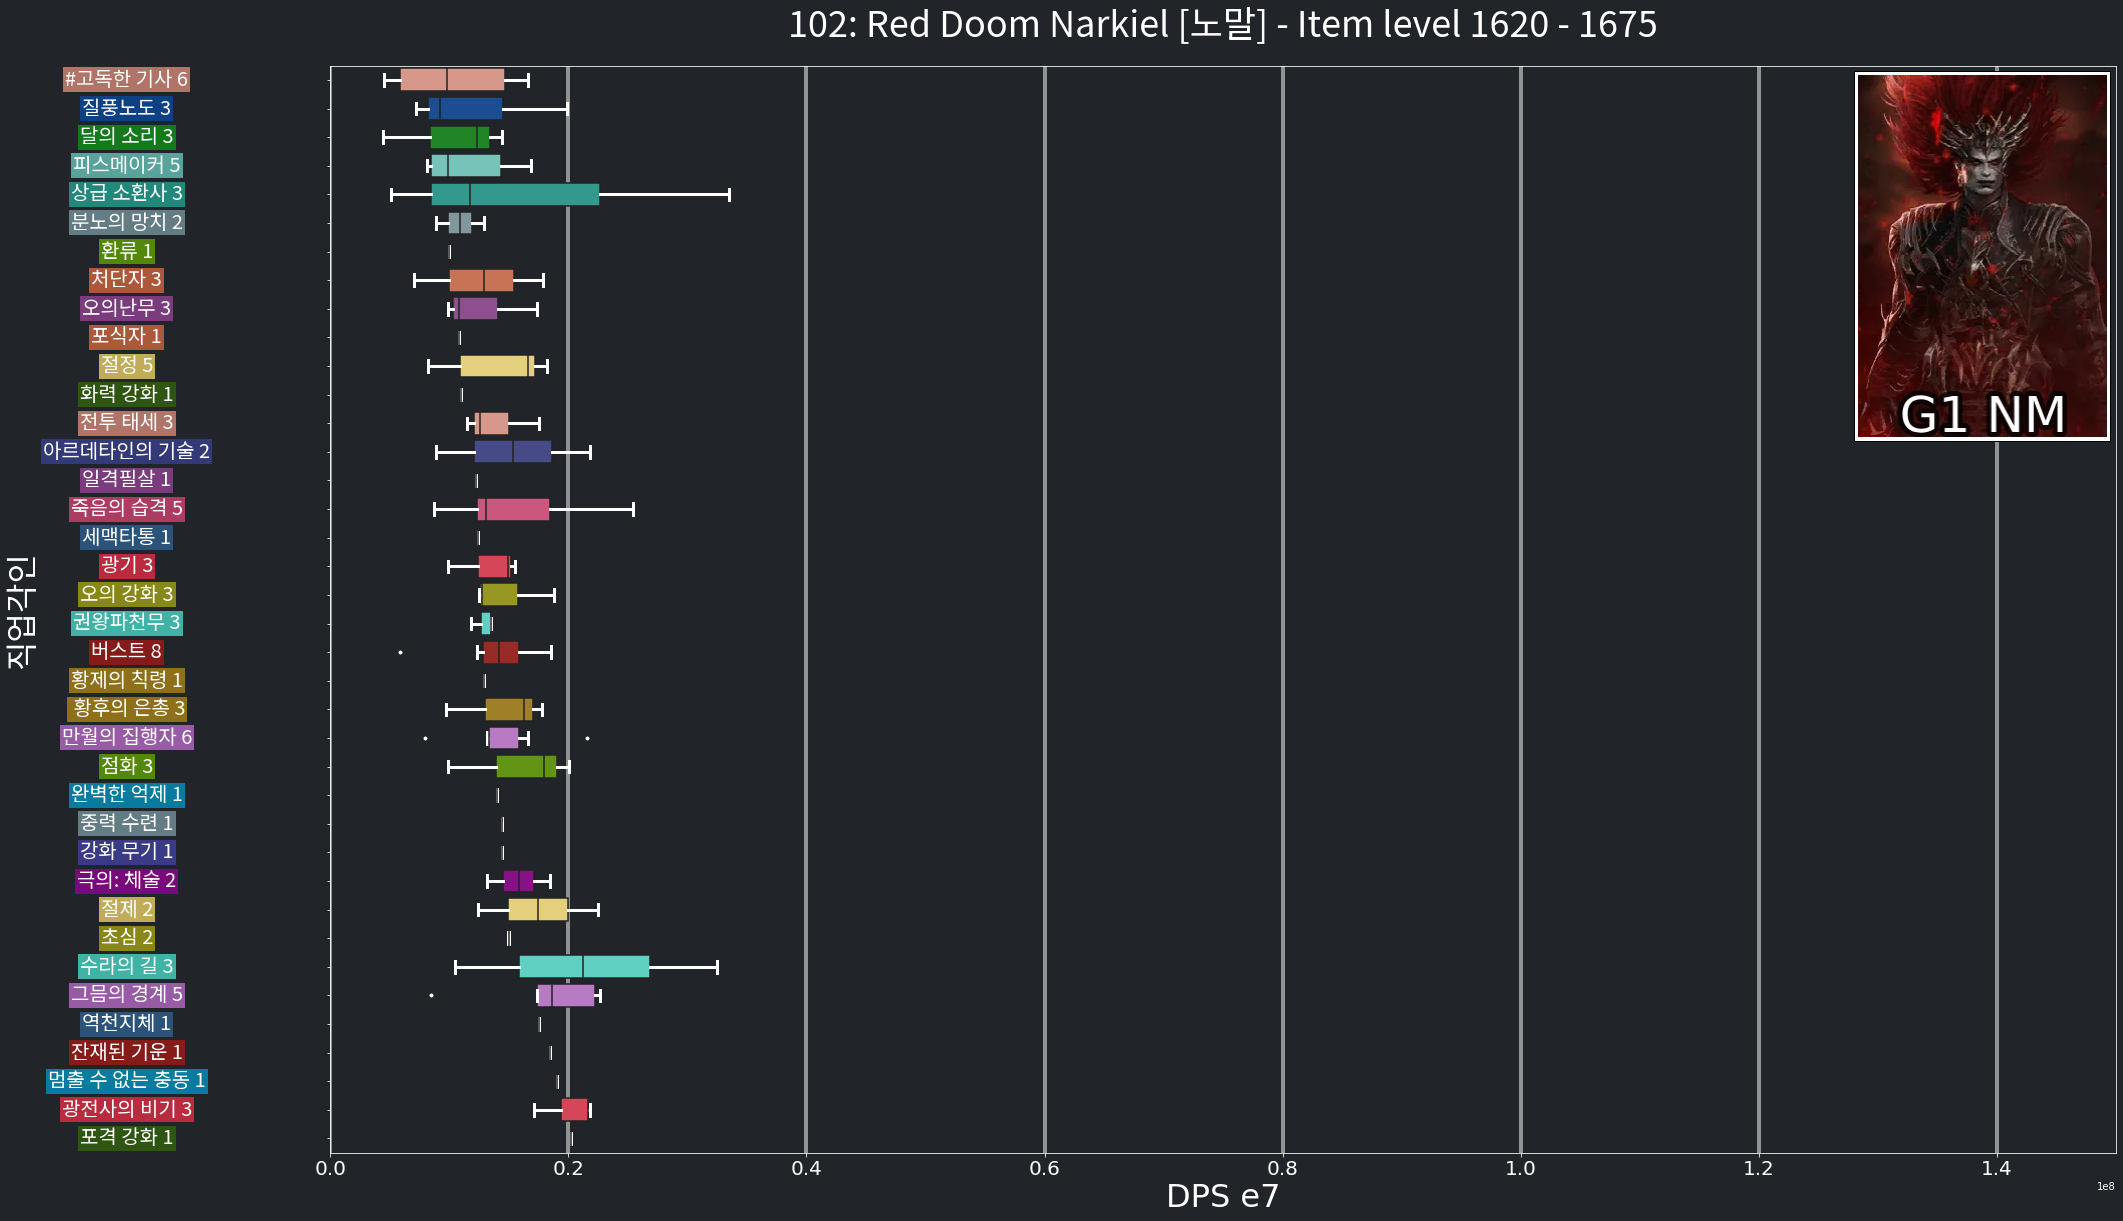 102: Red Doom Narkiel [노말] - Item level 1620 - 1675
직업각인
#고독한 기사 6
질풍노도 3
달의 소리 3
피스메이커 5
상급 소환사 3
분노의 망치 2
환류 1
처단자 3
오의난무 3
포식자 1
절정 5
화력 강화 1
전투 태세 3
아르데타인의 기술 2
일격필살 1
죽음의 습격 5
세맥타통 1
광기 3
오의 강화 3
권왕파천무 3
버스트 8
황제의 칙령 1
황후의 은총 3
만월의 집행자 6
점화 3
완벽한 억제 1
중력 수련 1
강화 무기 1
극의: 체술 2
절제 2
초심 2
수라의 길 3
그믐의 경계 5
역천지체 1
잔재된 기운 1
멈출 수 없는 충동 1
광전사의 비기 3
포격 강화 1
G1 NM
0.0 0.2 0.4 0.6 0.8 1.0 1.2 1.4
DPS e7
1e8